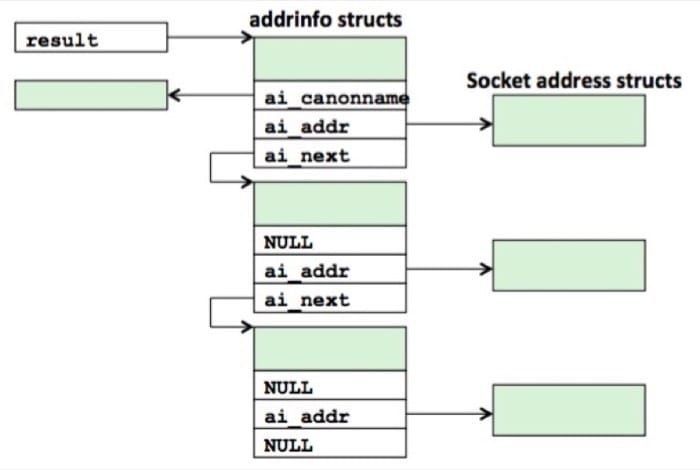 addrinfo structs
result
Socket address structs
ai_canonname
ai_addr
ai_next
NULL
ai_addr
ai_next
NULL
ai_addr
NULL